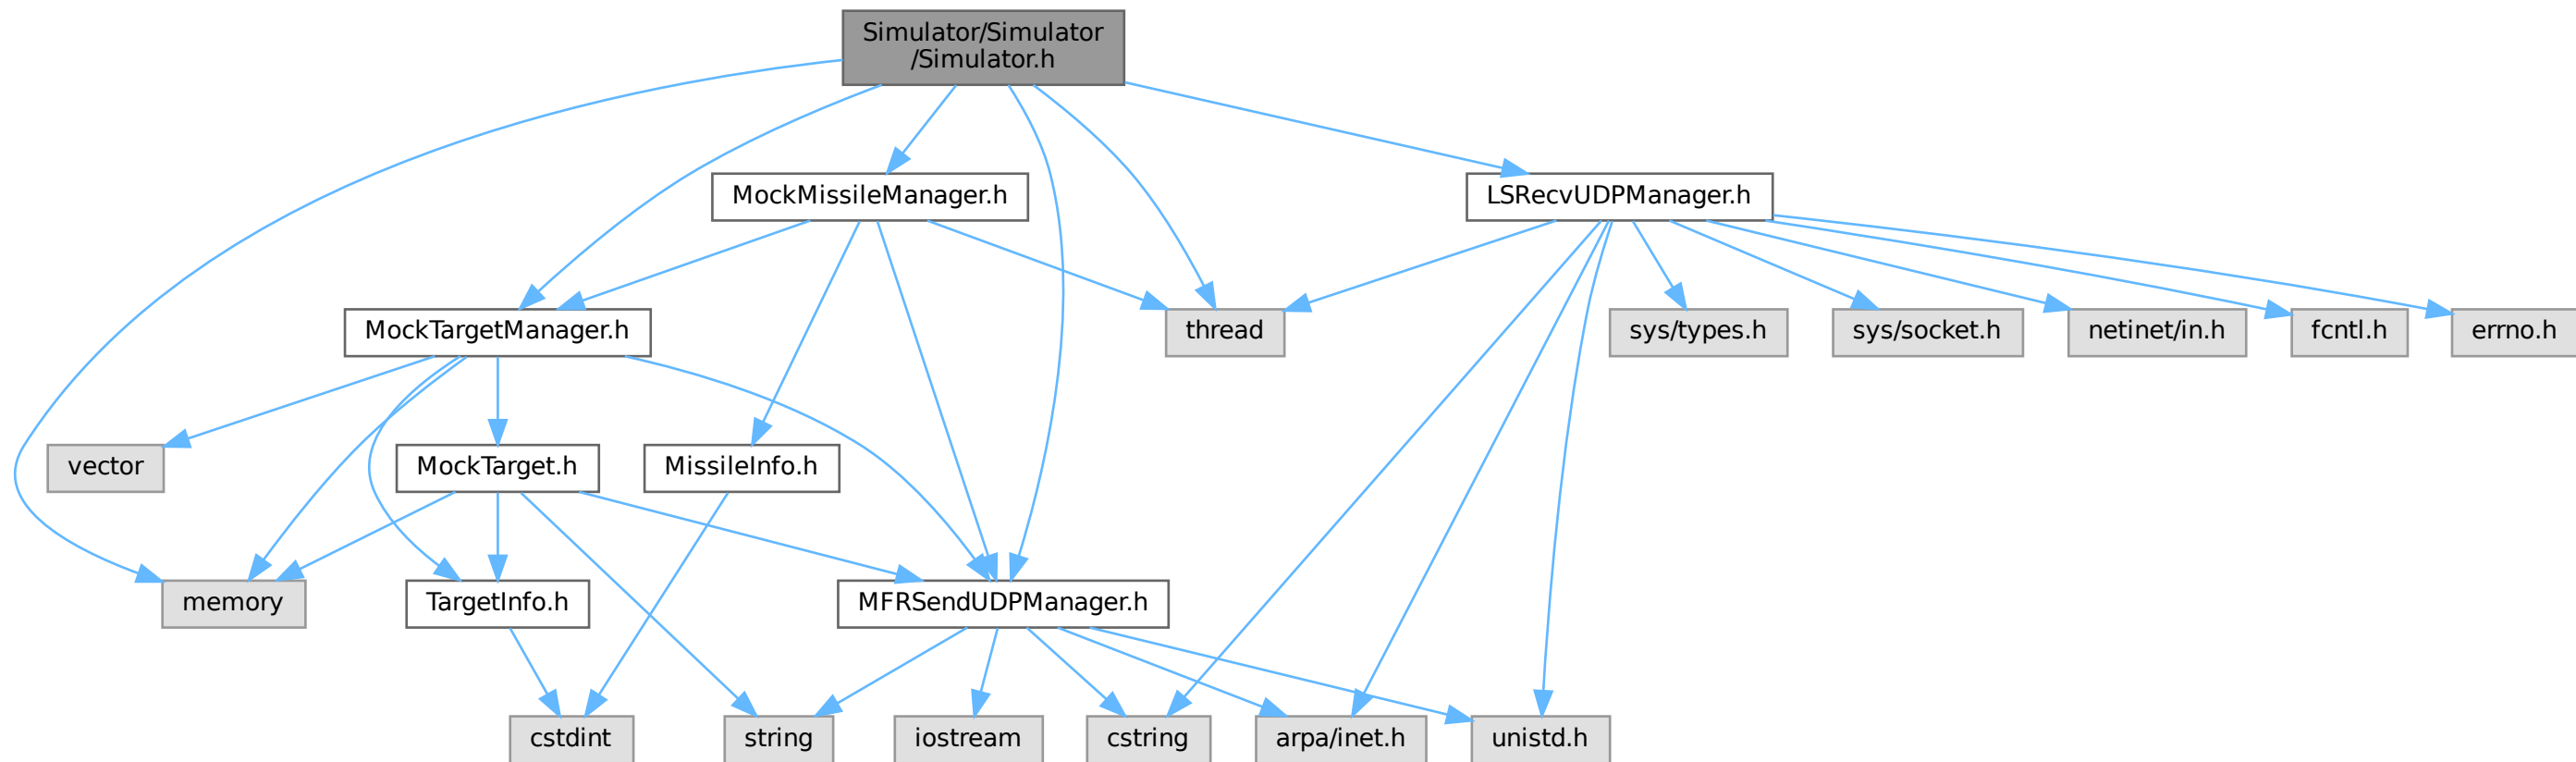 Simulator/Simulator
/Simulator.h
MockMissileManager.h
LSRecvUDPManager.h
MockTargetManager.h
thread
sys/types.h
sys/socket.h
netinet/in.h
fcntl.h
errno.h
vector
MockTarget.h
MissileInfo.h
memory
TargetInfo.h
MFRSendUDPManager.h
cstdint
string
iostream
cstring
arpa/inet.h
unistd.h